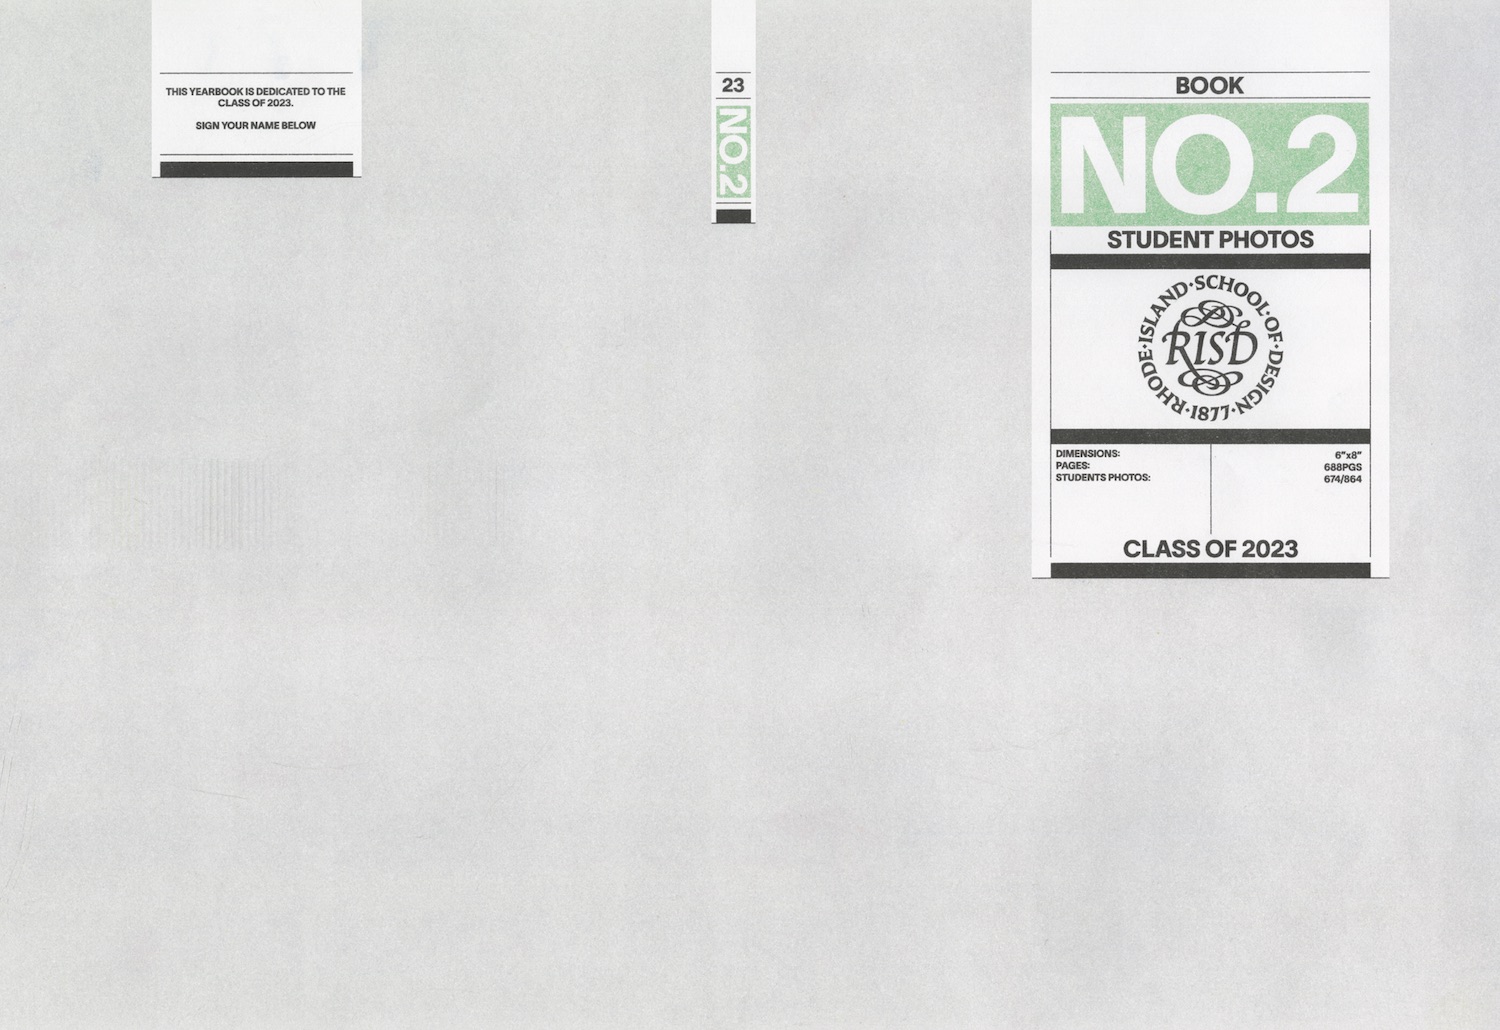 THIS YEARBOOK IS DEDICATED TO THE
CLASS OF 2023.
SIGN YOUR NAME BELOW
23
NO.2
BOOK
NO.2
STUDENT PHOTOS
RHODE·ISLAND·SCHOOL·OF·DESIGN·1877·
RISD
DIMENSIONS: 6"x8"
PAGES: 688PGS
STUDENTS PHOTOS: 674/864
CLASS OF 2023